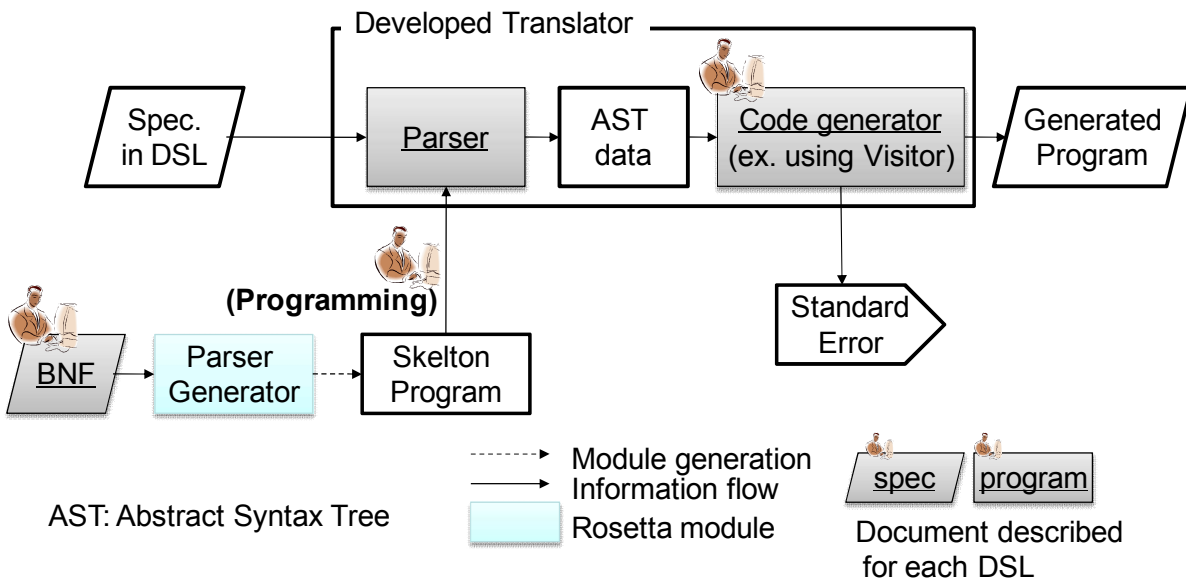 Developed Translator
Spec.
in DSL
Parser
AST
data
Code generator
(ex. using Visitor)
Generated
Program
(Programming)
Standard
Error
BNF
Parser
Generator
Skelton
Program
Module generation
Information flow
Rosetta module
AST: Abstract Syntax Tree
spec
program
Document described
for each DSL